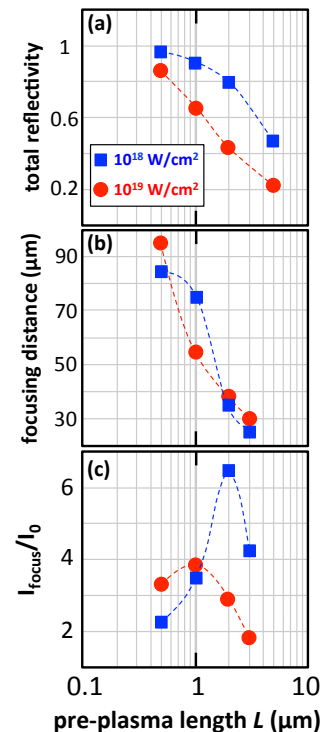 (a)
total reflectivity
1
0.6
0.2
10¹⁸ W/cm²
10¹⁹ W/cm²
(b)
focusing distance (μm)
90
70
50
30
(c)
I_focus/I_0
6
4
2
0.1 1 10
pre-plasma length L (μm)